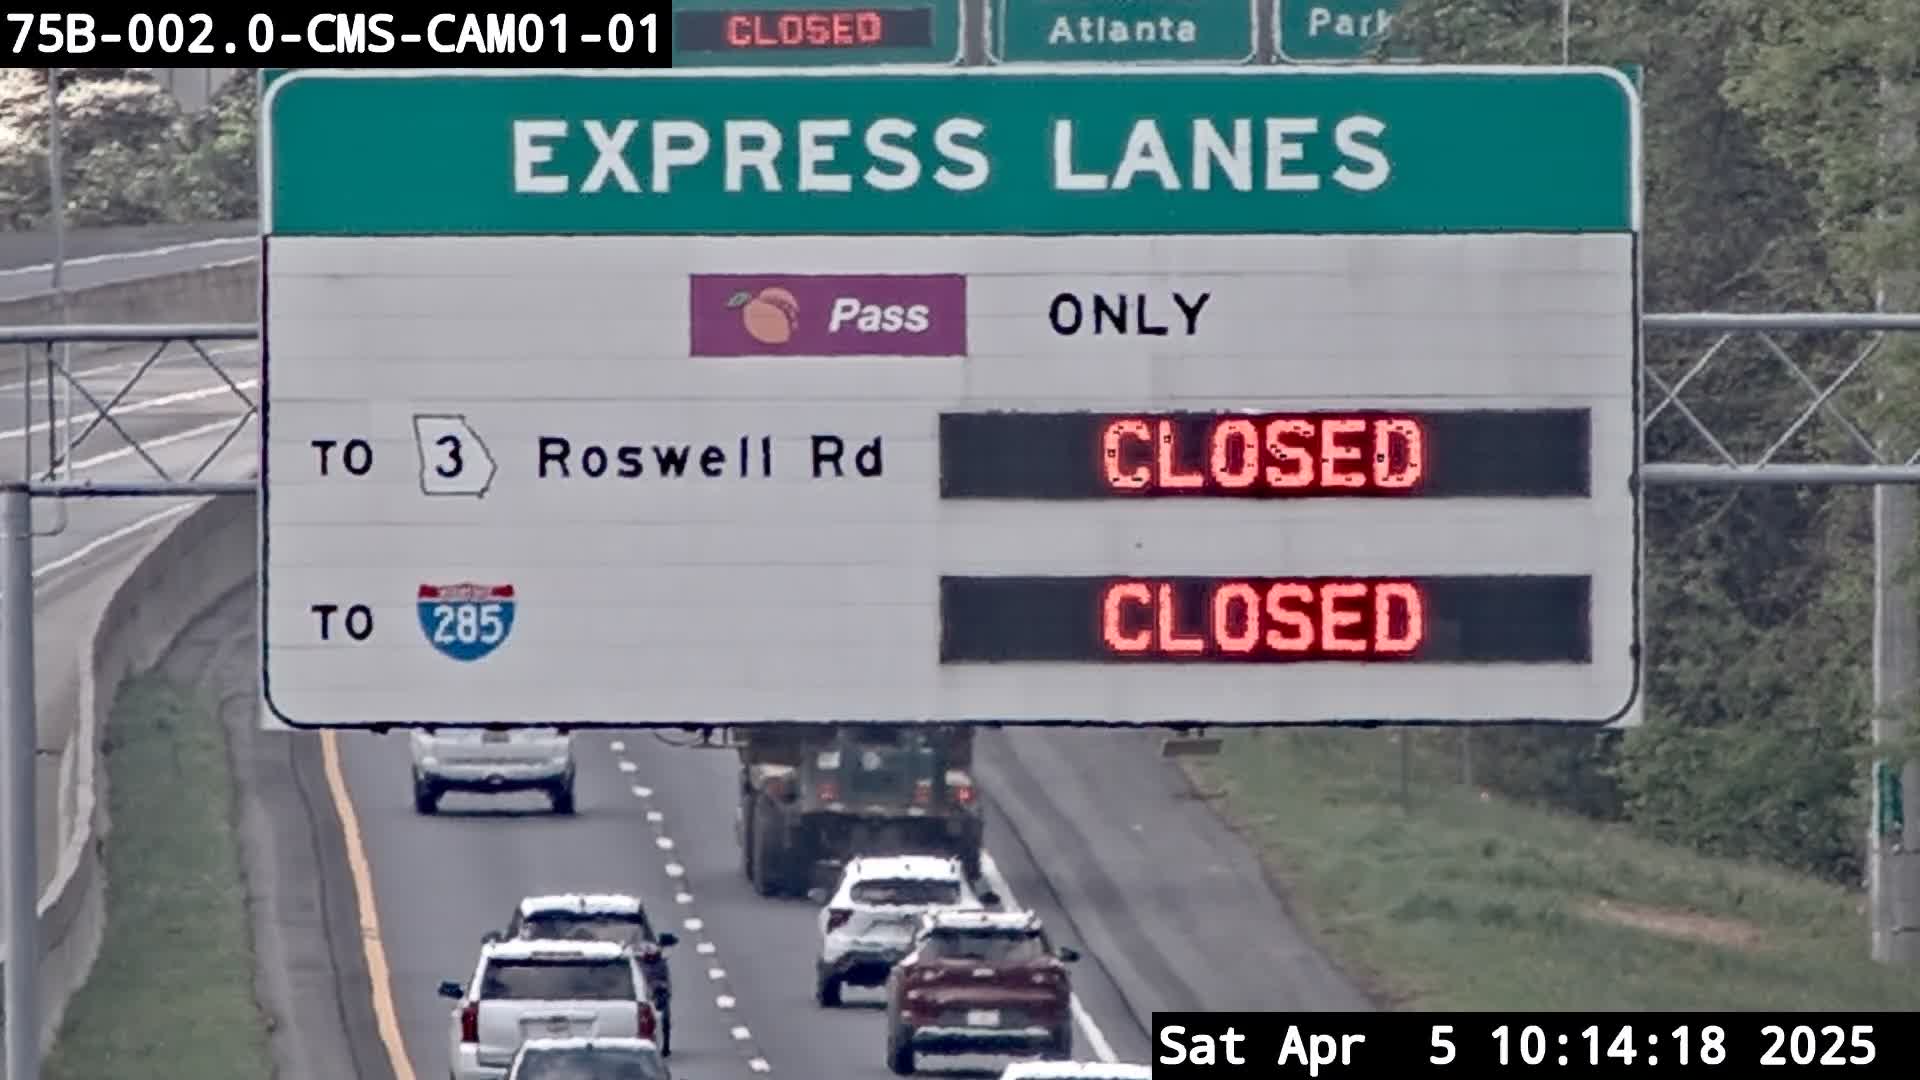 75B-002.0-CMS-CAM01-01
CLOSED
Atlanta
Park
EXPRESS LANES
Pass ONLY
TO 3 Roswell Rd CLOSED
TO 285 CLOSED
Sat Apr 5 10:14:18 2025